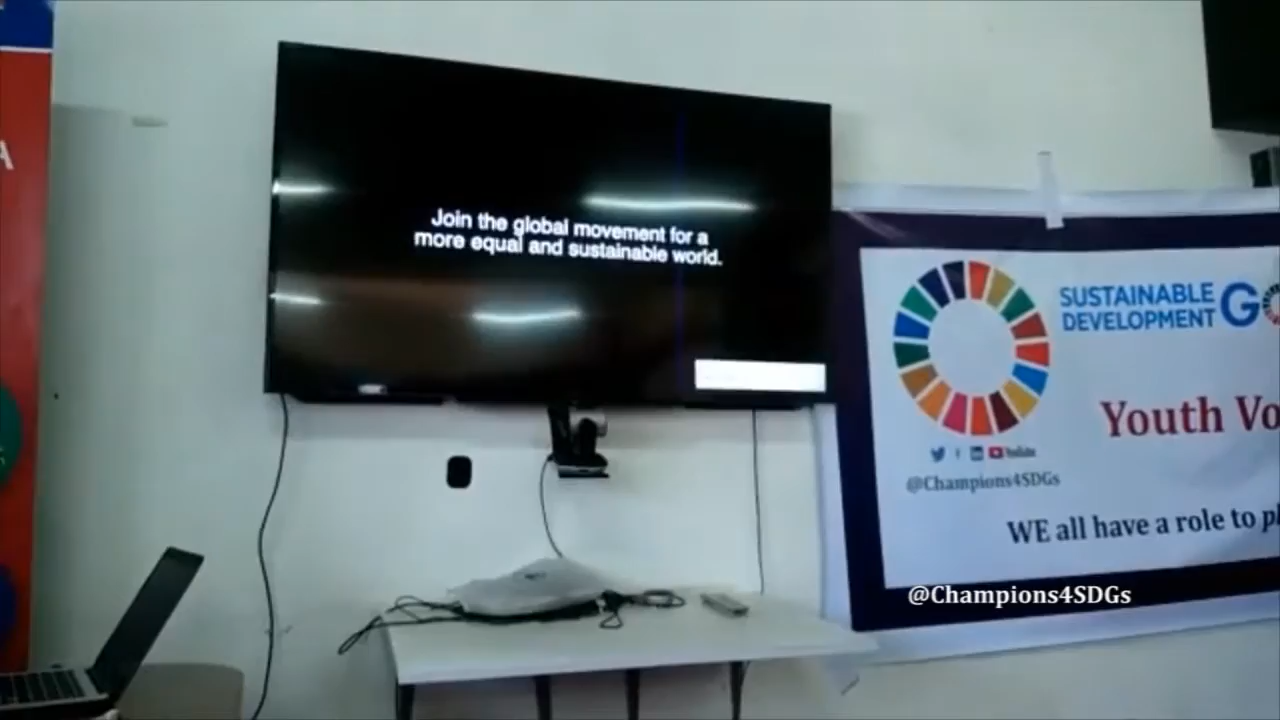 Join the global movement for a
more equal and sustainable world.
SUSTAINABLE
DEVELOPMENT
Youth
YouTube
@Champions4SDGs
WE all have a role to
@Champions4SDGs